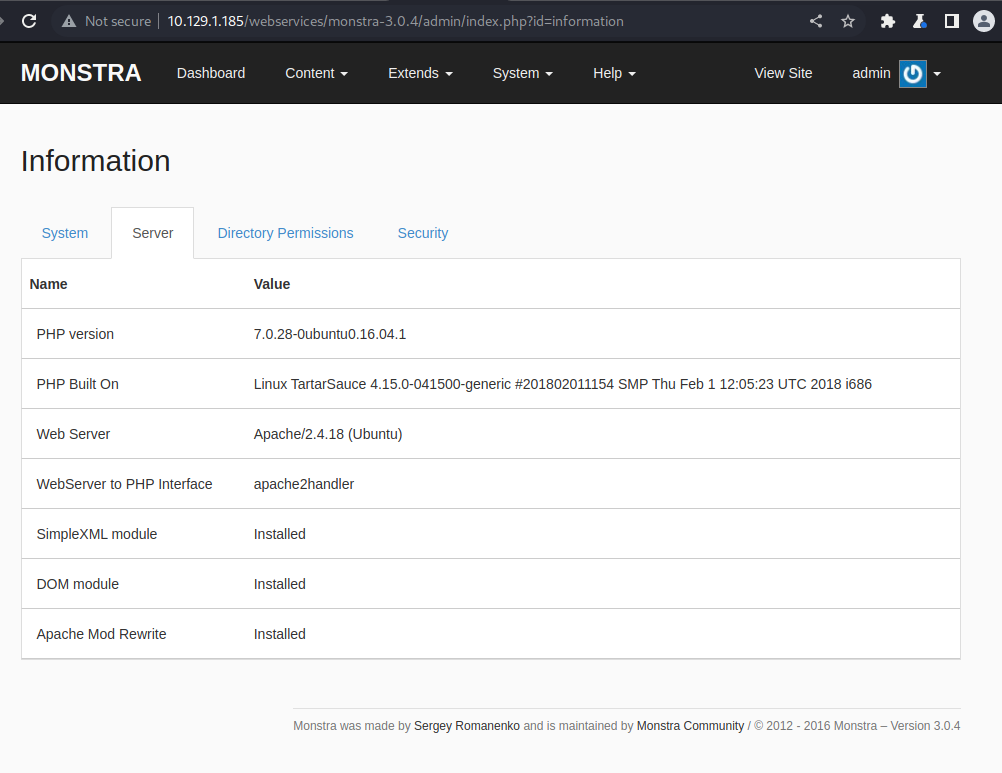 Not secure 10.129.1.185/webservices/monstra-3.0.4/admin/index.php?id=information
MONSTRA Dashboard Content Extends System Help View Site admin
Information
System Server Directory Permissions Security
Name Value
PHP version 7.0.28-0ubuntu0.16.04.1
PHP Built On Linux TartarSauce 4.15.0-041500-generic #201802011154 SMP Thu Feb 1 12:05:23 UTC 2018 i686
Web Server Apache/2.4.18 (Ubuntu)
WebServer to PHP Interface apache2handler
SimpleXML module Installed
DOM module Installed
Apache Mod Rewrite Installed
Monstra was made by Sergey Romanenko and is maintained by Monstra Community / © 2012 - 2016 Monstra – Version 3.0.4